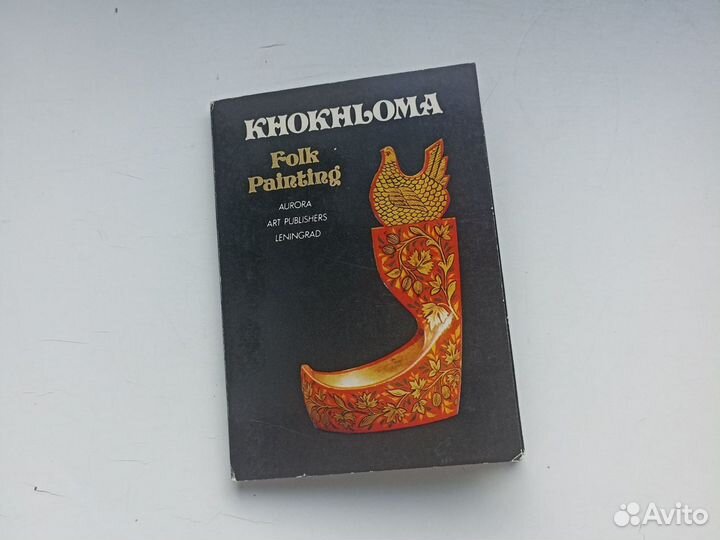 KHOKHLOMA
Folk
Painting
AURORA
ART PUBLISHERS
LENINGRAD
Avito